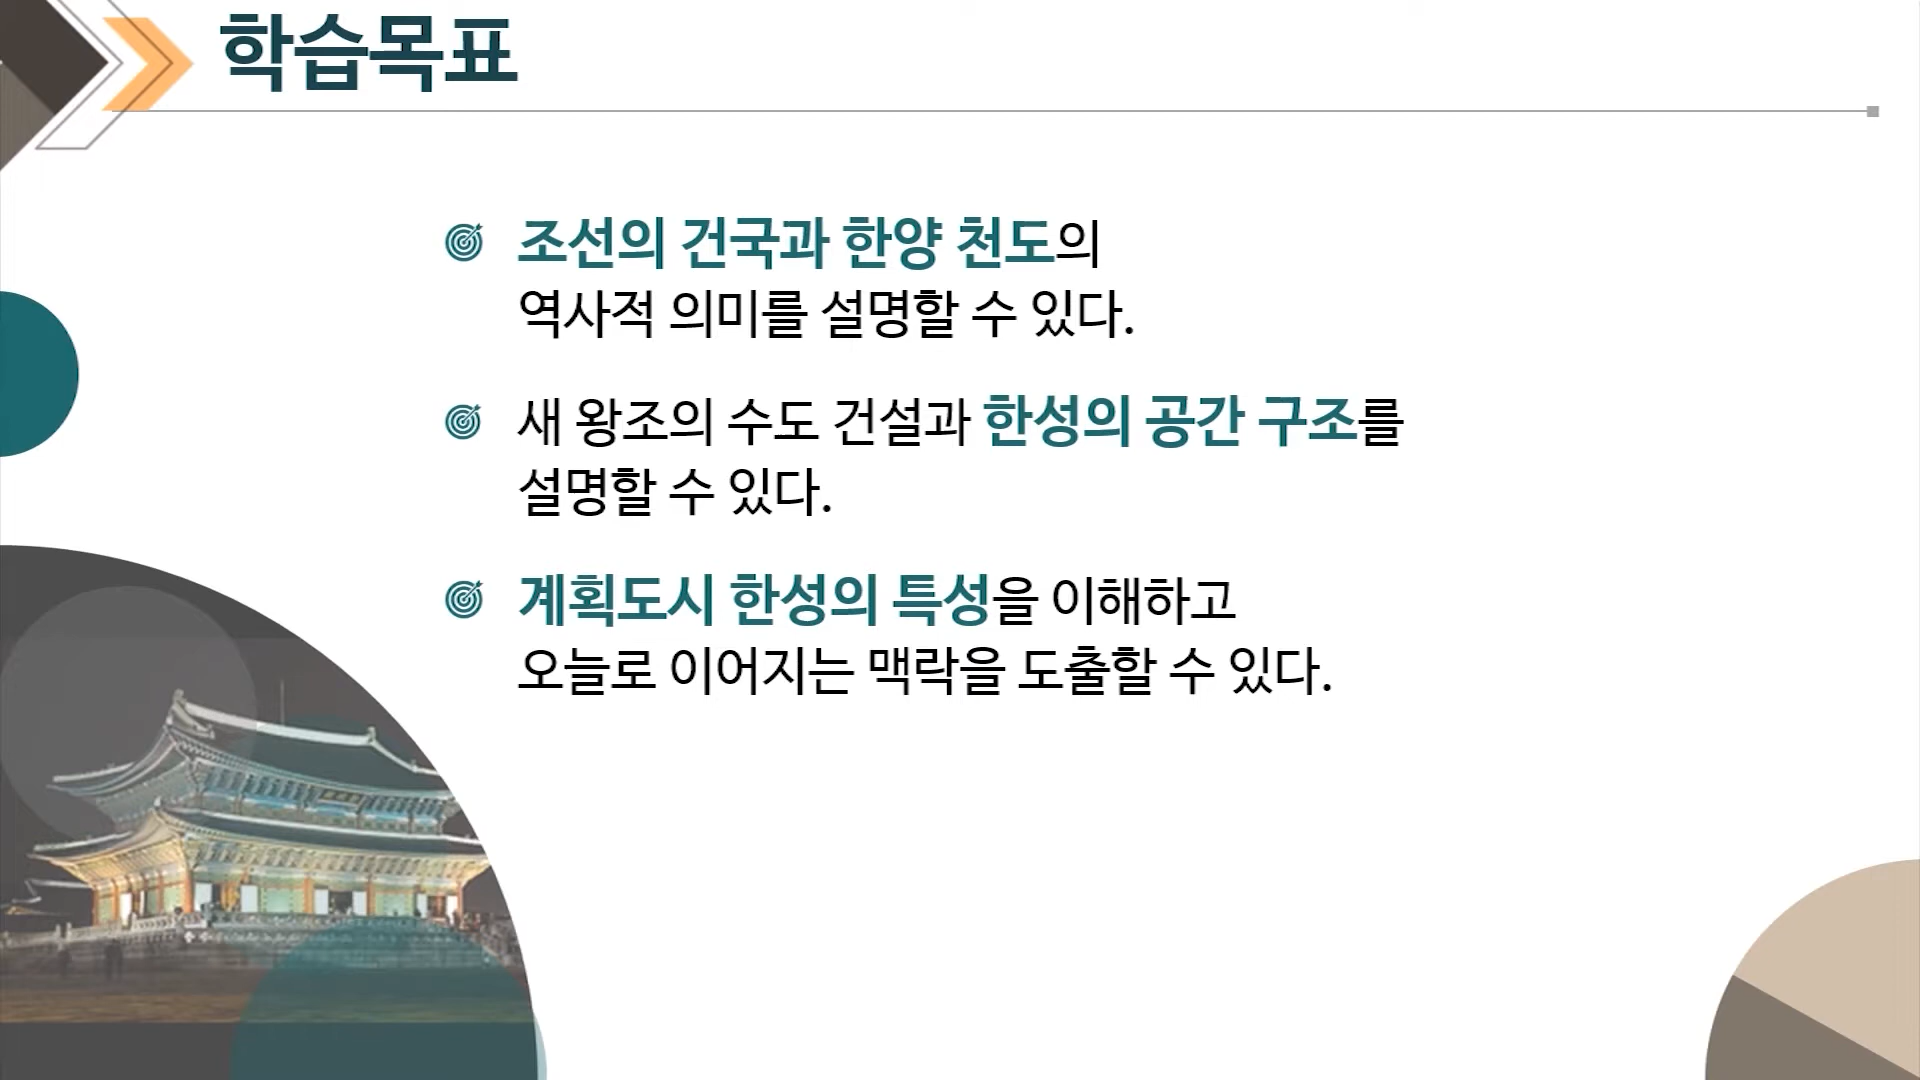 학습목표
조선의 건국과 한양 천도의
역사적 의미를 설명할 수 있다.
새 왕조의 수도 건설과 한성의 공간 구조를
설명할 수 있다.
계획도시 한성의 특성을 이해하고
오늘로 이어지는 맥락을 도출할 수 있다.